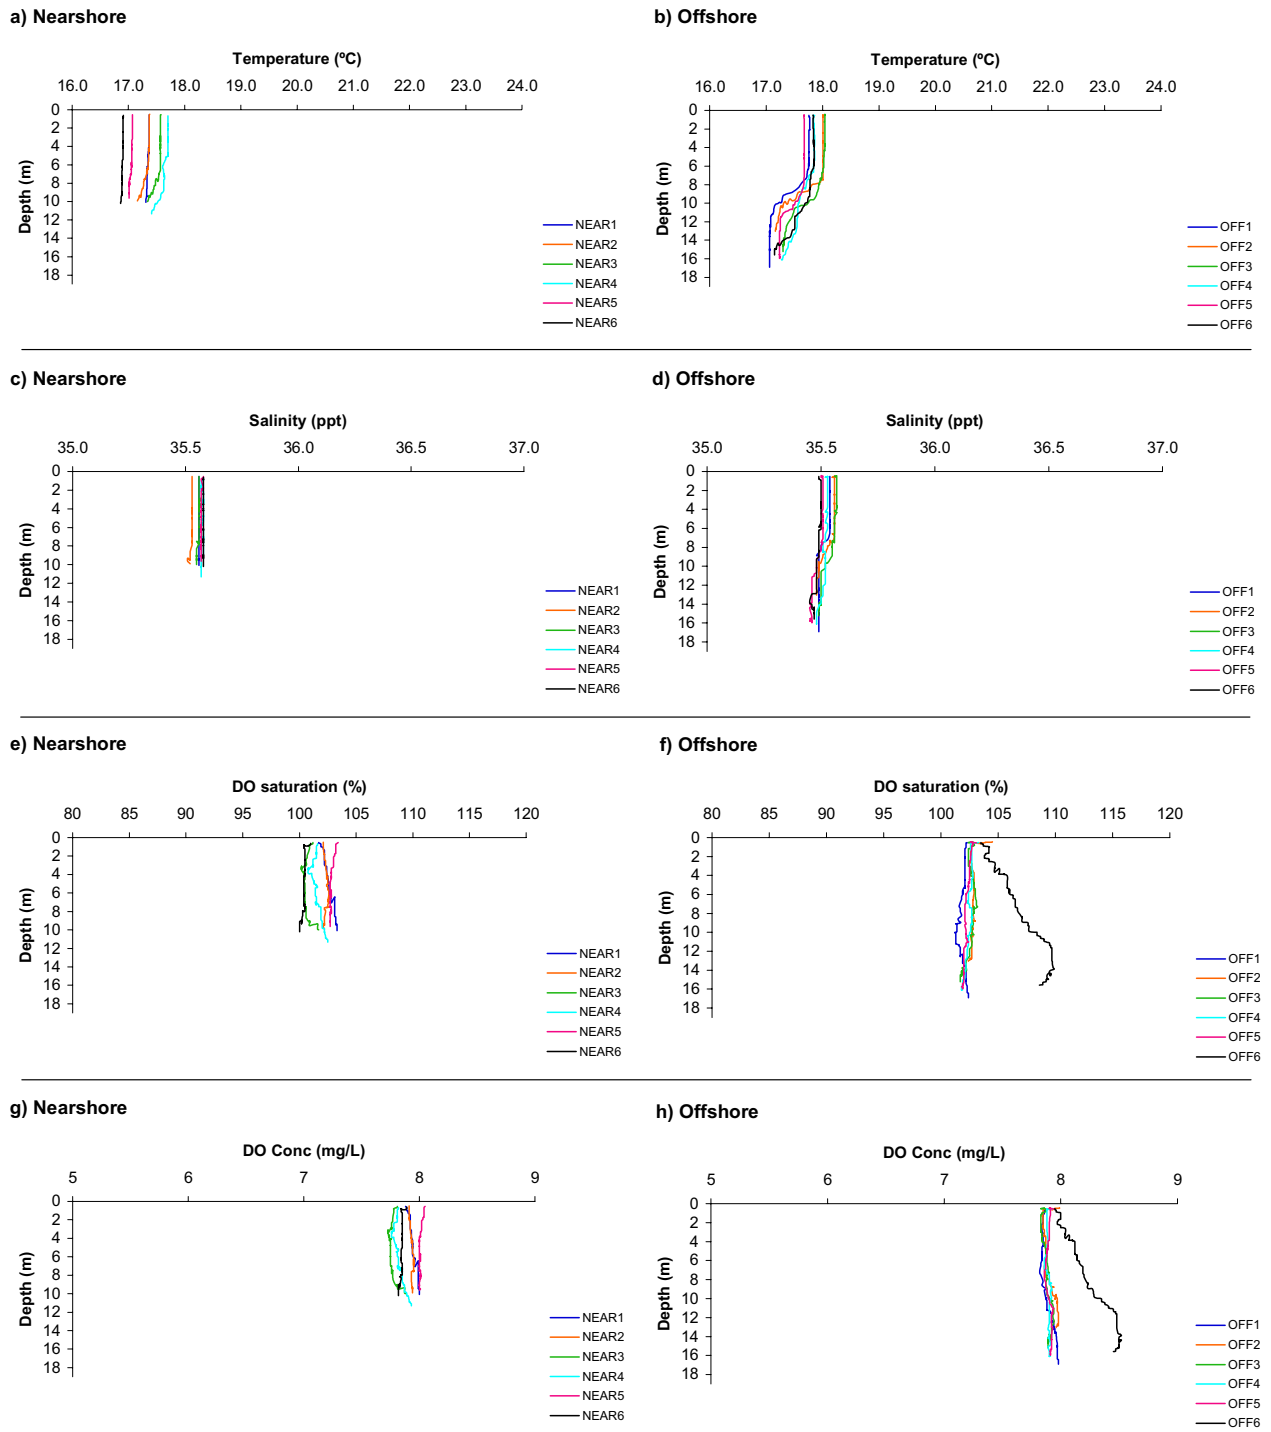 a) Nearshore
b) Offshore
Temperature (ºC)
Temperature (ºC)
16.0 17.0 18.0 19.0 20.0 21.0 22.0 23.0 24.0
16.0 17.0 18.0 19.0 20.0 21.0 22.0 23.0 24.0
Depth (m)
0
2
4
6
8
10
12
14
16
18
NEAR1
NEAR2
NEAR3
NEAR4
NEAR5
NEAR6
Depth (m)
0
2
4
6
8
10
12
14
16
18
OFF1
OFF2
OFF3
OFF4
OFF5
OFF6
c) Nearshore
d) Offshore
Salinity (ppt)
Salinity (ppt)
35.0 35.5 36.0 36.5 37.0
35.0 35.5 36.0 36.5 37.0
Depth (m)
0
2
4
6
8
10
12
14
16
18
NEAR1
NEAR2
NEAR3
NEAR4
NEAR5
NEAR6
Depth (m)
0
2
4
6
8
10
12
14
16
18
OFF1
OFF2
OFF3
OFF4
OFF5
OFF6
e) Nearshore
f) Offshore
DO saturation (%)
DO saturation (%)
80 85 90 95 100 105 110 115 120
80 85 90 95 100 105 110 115 120
Depth (m)
0
2
4
6
8
10
12
14
16
18
NEAR1
NEAR2
NEAR3
NEAR4
NEAR5
NEAR6
Depth (m)
0
2
4
6
8
10
12
14
16
18
OFF1
OFF2
OFF3
OFF4
OFF5
OFF6
g) Nearshore
h) Offshore
DO Conc (mg/L)
DO Conc (mg/L)
5 6 7 8 9
5 6 7 8 9
Depth (m)
0
2
4
6
8
10
12
14
16
18
NEAR1
NEAR2
NEAR3
NEAR4
NEAR5
NEAR6
Depth (m)
0
2
4
6
8
10
12
14
16
18
OFF1
OFF2
OFF3
OFF4
OFF5
OFF6